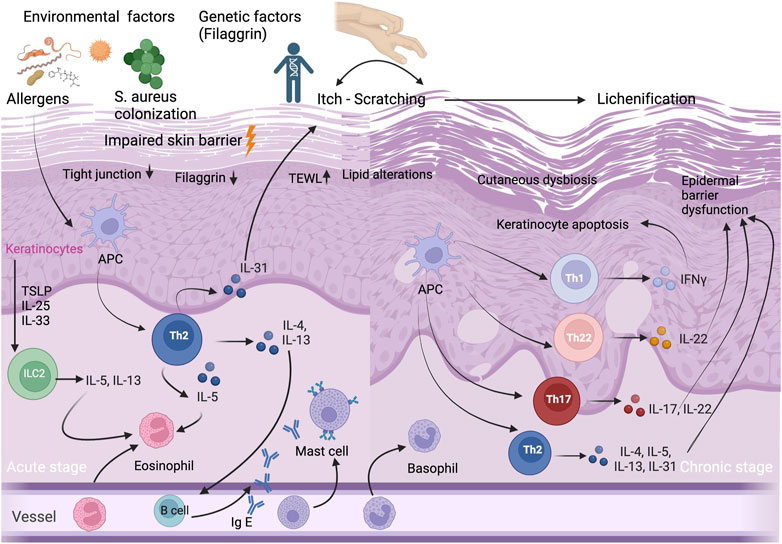 Environmental factors
Genetic factors
(Filaggrin)
Allergens
S. aureus
colonization
Itch - Scratching
Lichenification
Impaired skin barrier
Tight junction
Filaggrin
TEWL
Lipid alterations
Cutaneous dysbiosis
Epidermal
barrier
dysfunction
Keratinocyte apoptosis
Keratinocytes
APC
IL-31
TSLP
IL-25
IL-33
Th2
IL-4,
IL-13
ILC2
IL-5, IL-13
IL-5
Eosinophil
Mast cell
Acute stage
APC
Th1
IFNγ
Th22
IL-22
Th17
IL-17, IL-22
Th2
IL-4, IL-5,
IL-13, IL-31
Basophil
Chronic stage
Vessel
B cell
Ig E